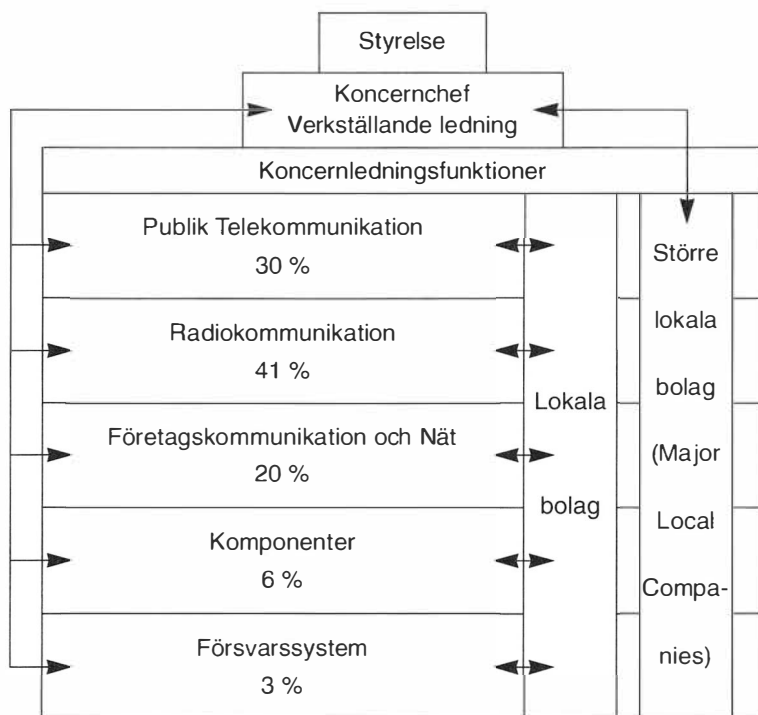 Styrelse
Koncernchef
Verkställande ledning
Koncernledningsfunktioner
Publik Telekommunikation
30 %
Radiokommunikation
41 %
Företagskommunikation och Nät
20 %
Komponenter
6 %
Försvarssystem
3 %
Lokala
bolag
Större
lokala
bolag
(Major
Local
Compa-
nies)